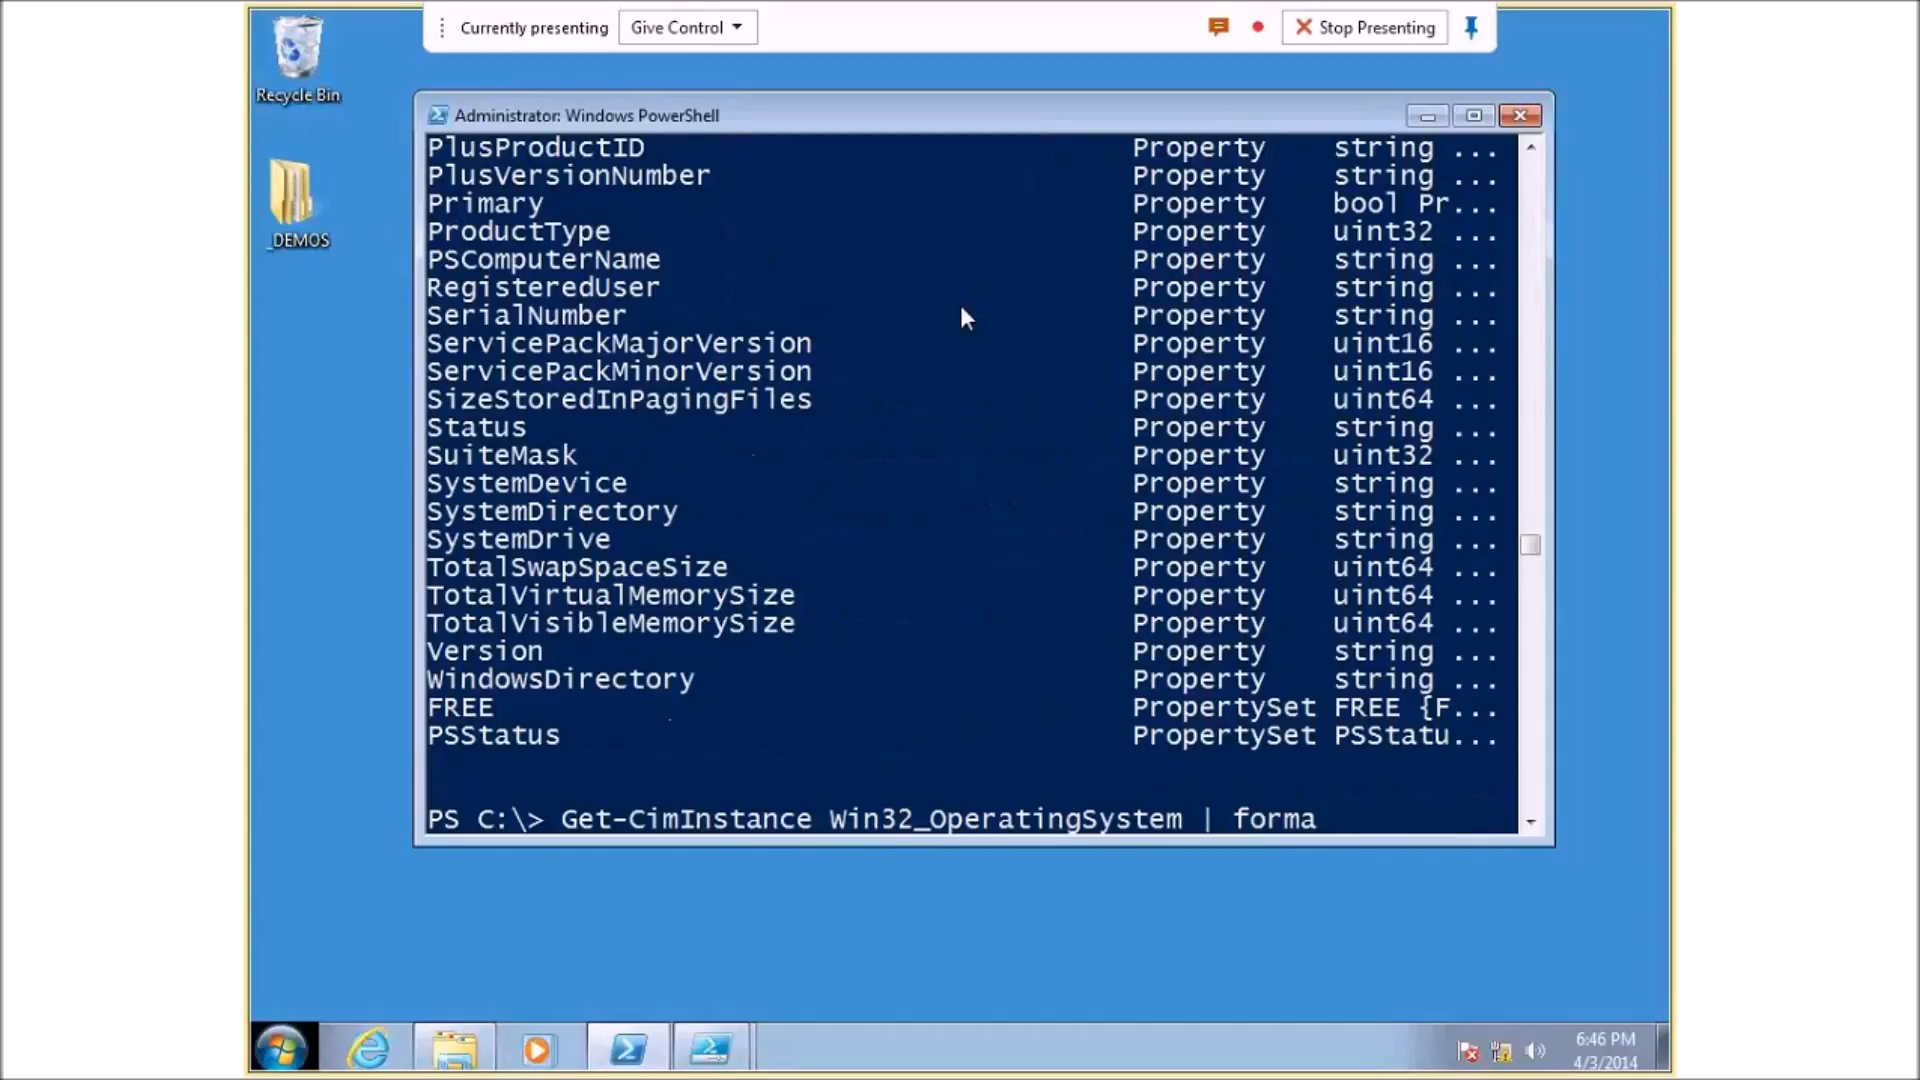 Currently presenting Give Control Stop Presenting
Recycle Bin
_DEMOS
Administrator: Windows PowerShell
PlusProductID Property string ...
PlusVersionNumber Property string ...
Primary Property bool Pr...
ProductType Property uint32 ...
PSComputerName Property string ...
RegisteredUser Property string ...
SerialNumber Property string ...
ServicePackMajorVersion Property uint16 ...
ServicePackMinorVersion Property uint16 ...
SizeStoredInPagingFiles Property uint64 ...
Status Property string ...
SuiteMask Property uint32 ...
SystemDevice Property string ...
SystemDirectory Property string ...
SystemDrive Property string ...
TotalSwapSpaceSize Property uint64 ...
TotalVirtualMemorySize Property uint64 ...
TotalVisibleMemorySize Property uint64 ...
Version Property string ...
WindowsDirectory Property string ...
FREE PropertySet FREE {F...
PSStatus PropertySet PSStatu...
PS C:\> Get-CimInstance Win32_OperatingSystem | forma
6:46 PM
4/3/2014